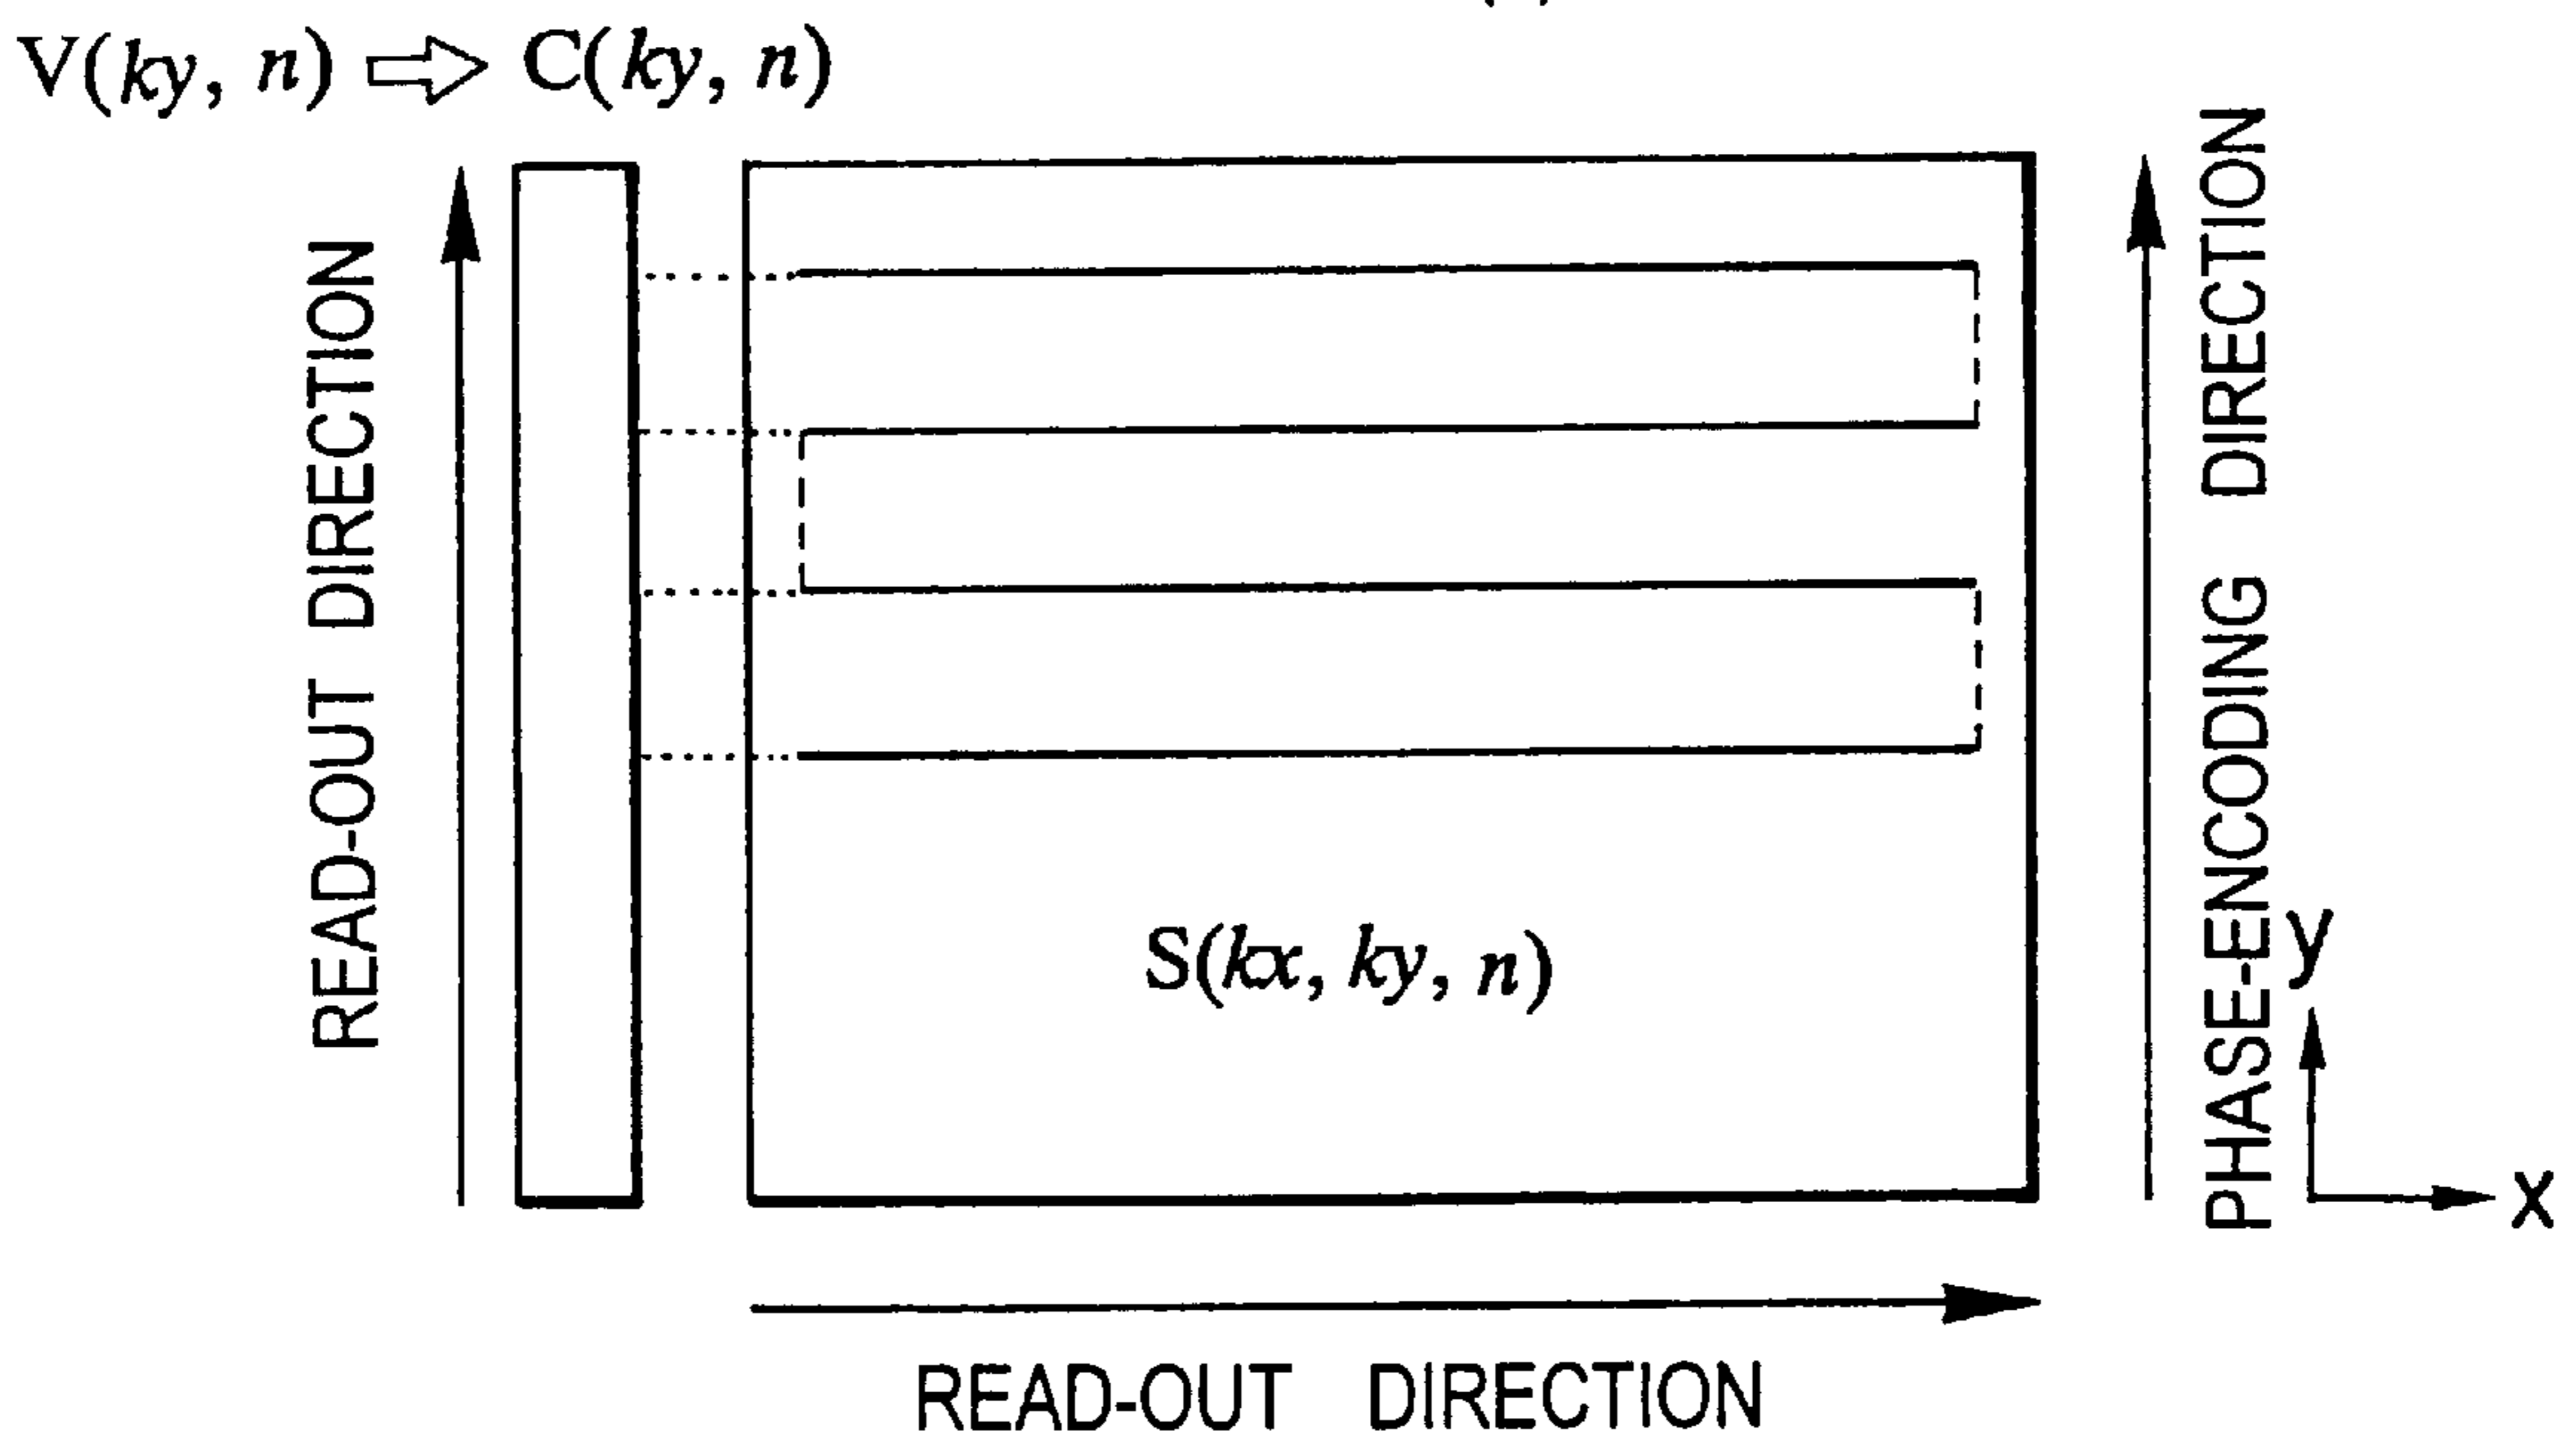 V(ky, n) ⇨ C(ky, n)
READ-OUT DIRECTION
PHASE-ENCODING DIRECTION
S(kx, ky, n)
y
x
READ-OUT DIRECTION